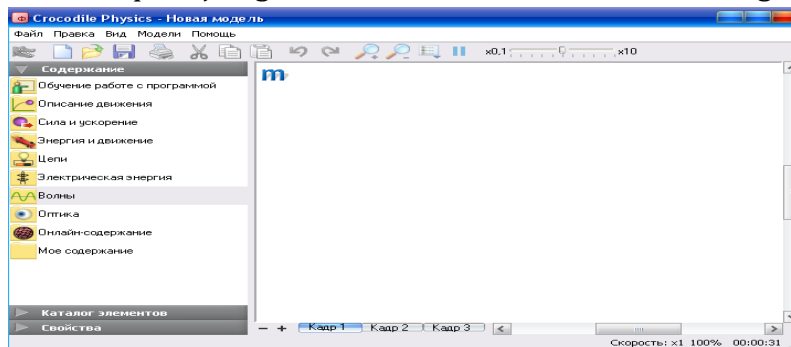 Crocodile Physics - Новая модель
Файл Правка Вид Модели Помощь
x0.1 x10
Содержание
m
Обучение работе с программой
Описание движения
Сила и ускорение
Энергия и движение
Цепи
Электрическая энергия
Волны
Оптика
Онлайн-содержание
Мое содержание
Каталог элементов
Свойства
− + Кадр 1 Кадр 2 Кадр 3
Скорость: x1 100% 00:00:31